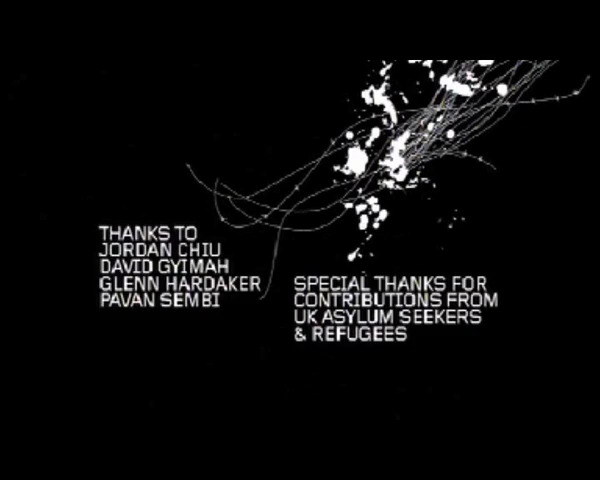 THANKS TO
JORDAN CHIU
DAVID GYIMAH
GLENN HARDAKER
PAVAN SEMBI
SPECIAL THANKS FOR
CONTRIBUTIONS FROM
UK ASYLUM SEEKERS
& REFUGEES